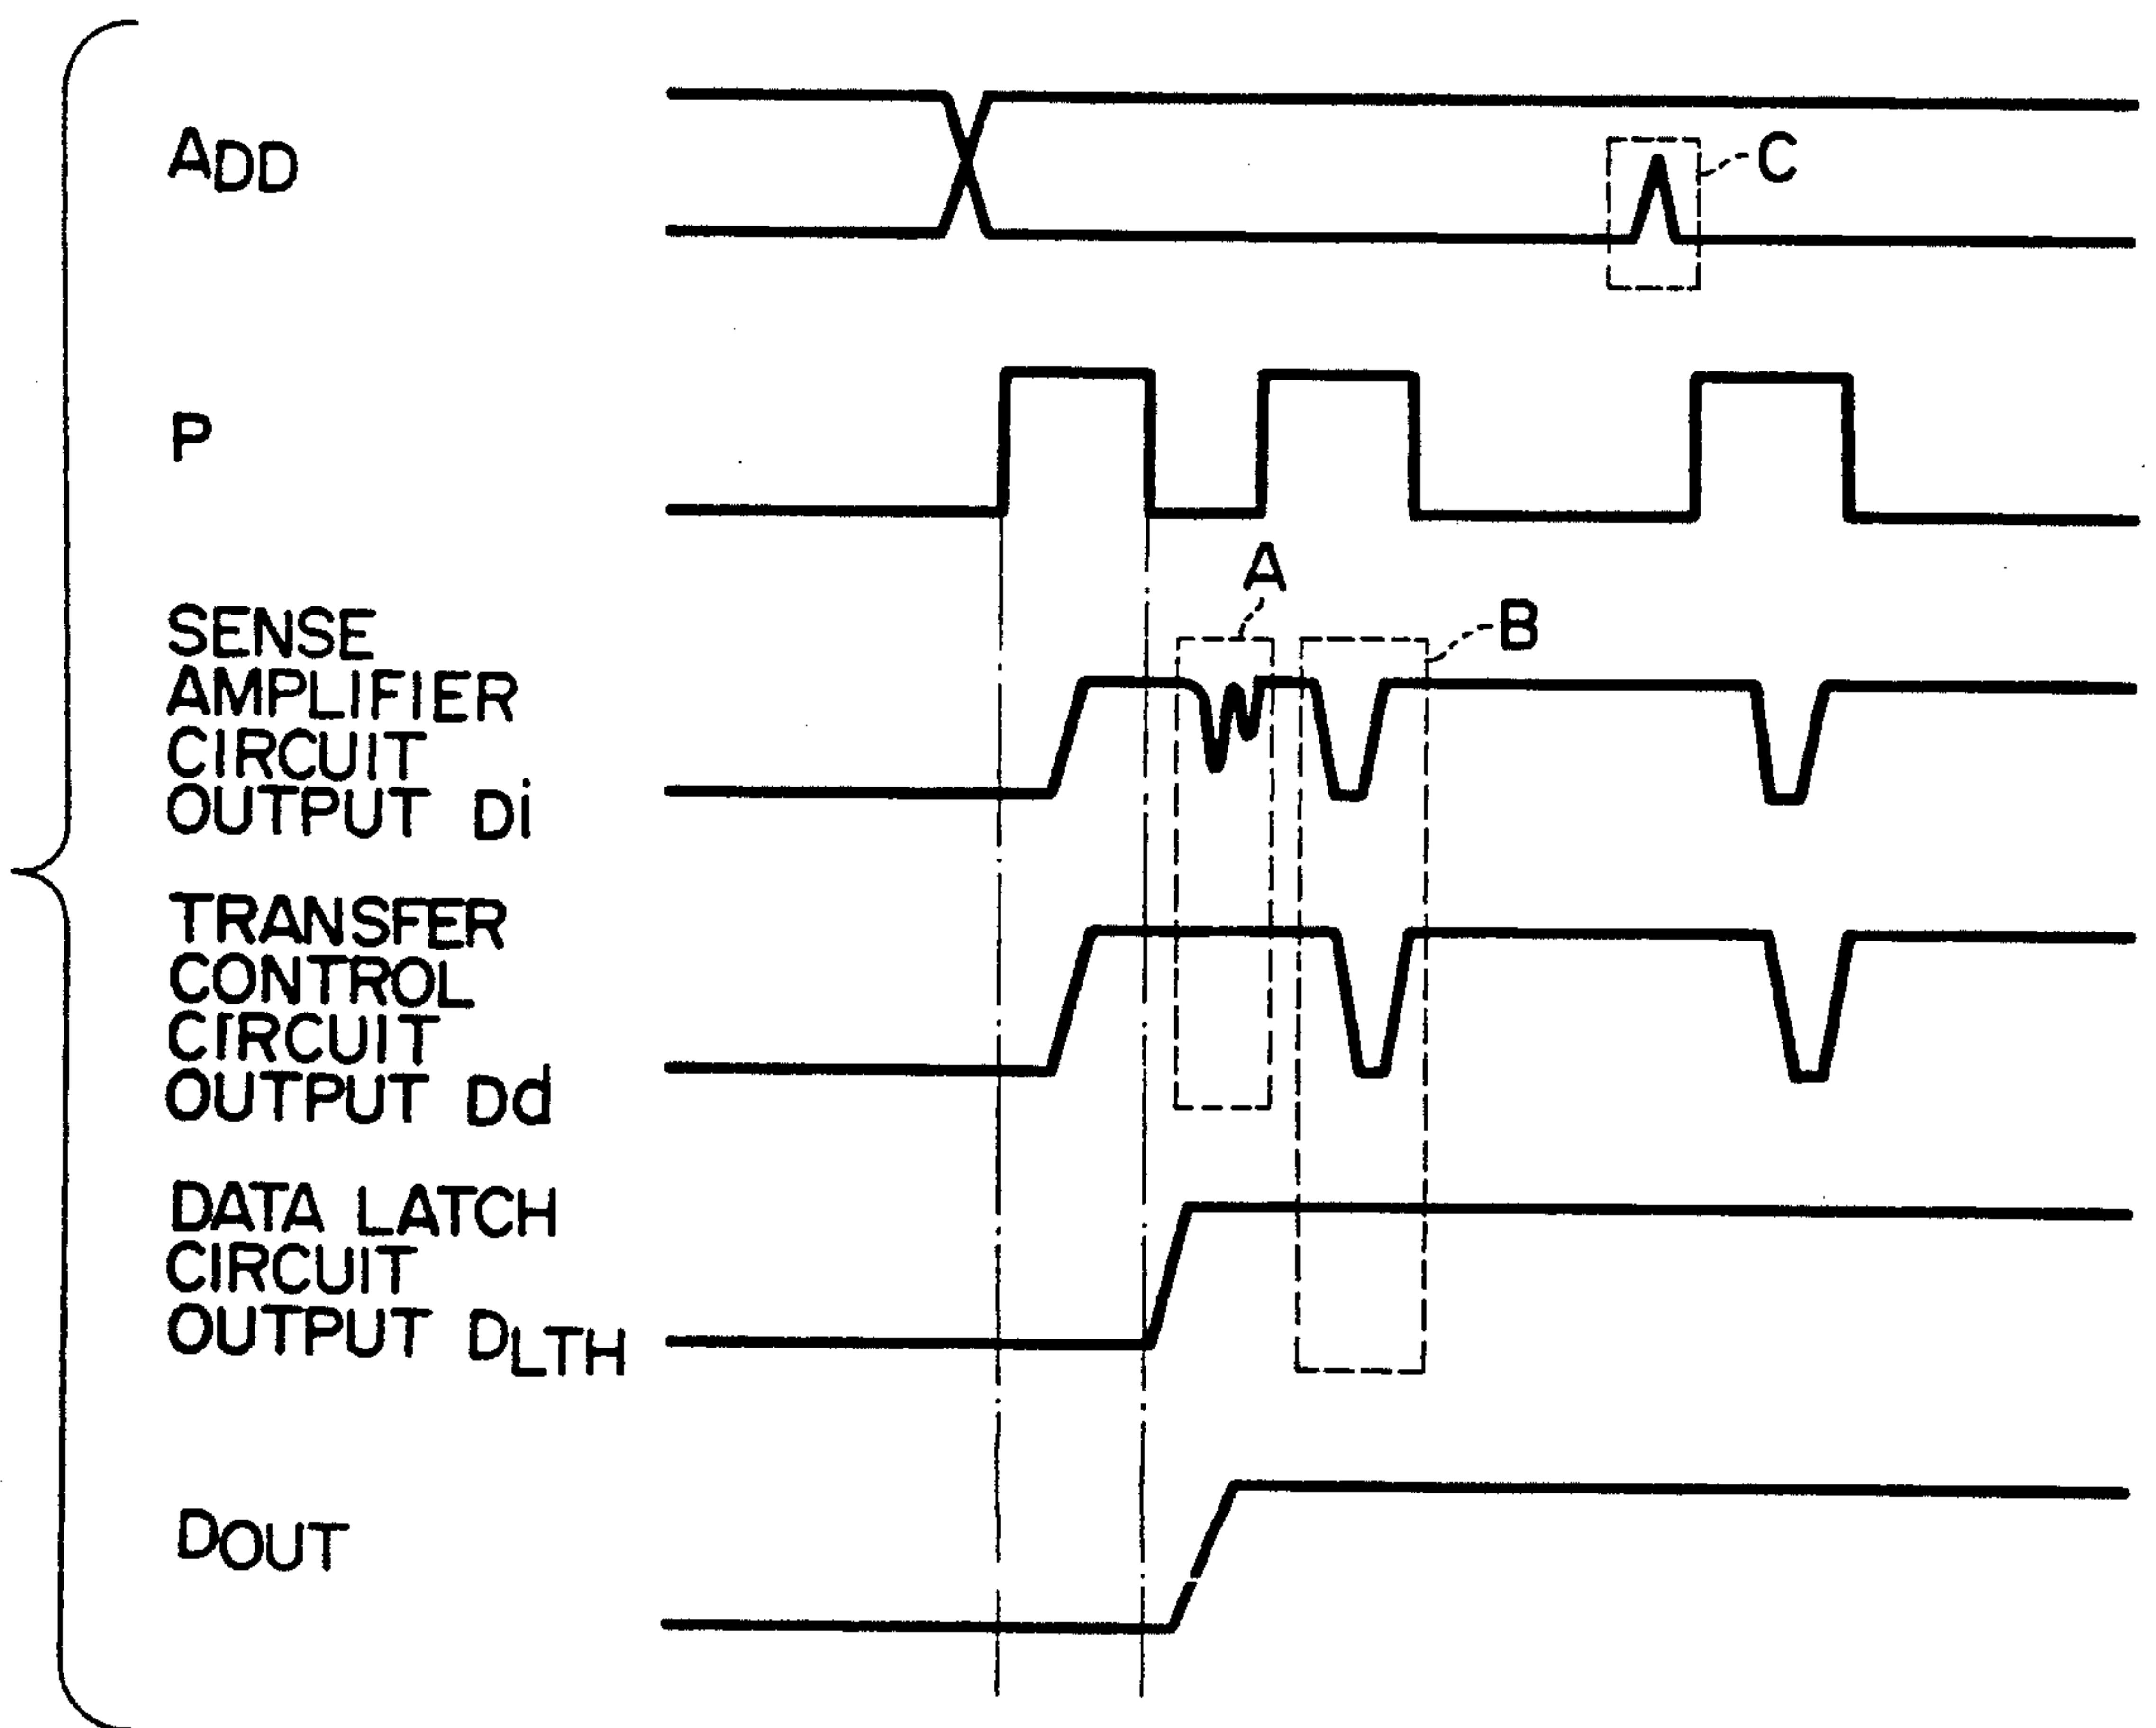 ADD
C
P
A
B
SENSE
AMPLIFIER
CIRCUIT
OUTPUT Di
TRANSFER
CONTROL
CIRCUIT
OUTPUT Dd
DATA LATCH
CIRCUIT
OUTPUT DLTH
DOUT